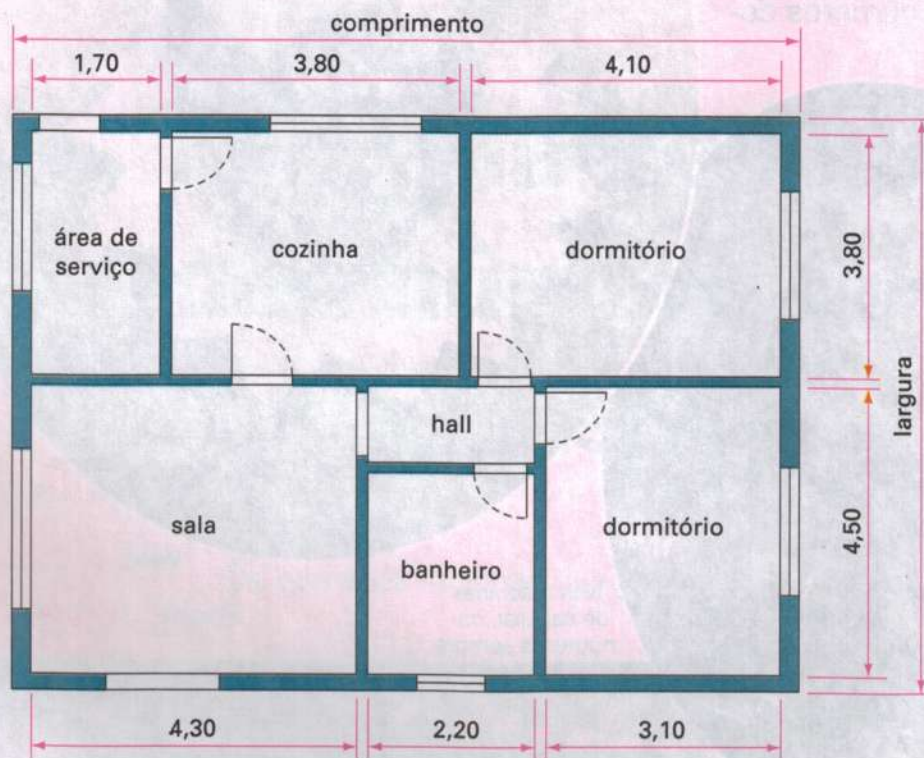 comprimento
1,70 3,80 4,10
área de
serviço
cozinha
dormitório
3,80
largura
hall
sala
banheiro
dormitório
4,50
4,30 2,20 3,10